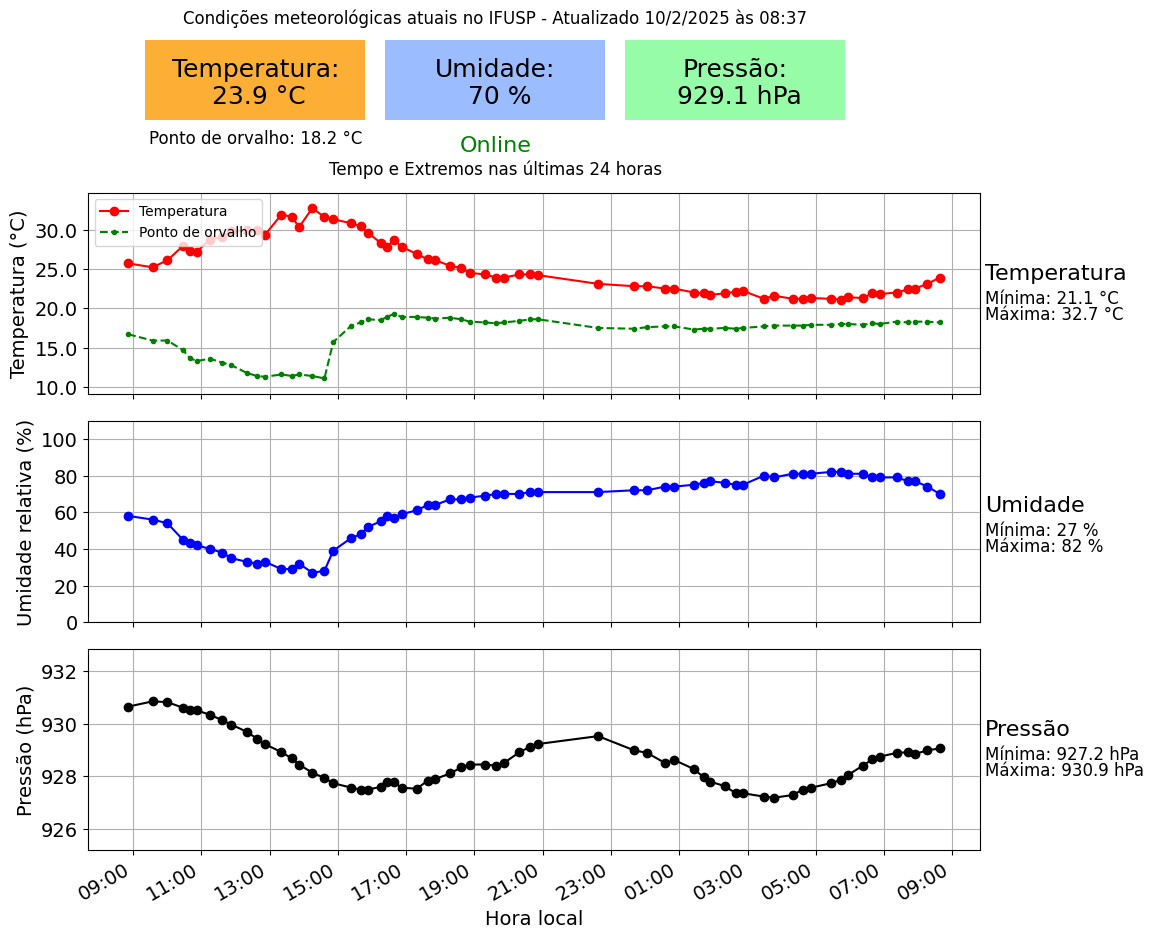 Condições meteorológicas atuais no IFUSP - Atualizado 10/2/2025 às 08:37
Temperatura:
23.9 °C
Umidade:
70 %
Pressão:
929.1 hPa
Ponto de orvalho: 18.2 °C
Online
Tempo e Extremos nas últimas 24 horas
Temperatura (°C)
30.0
25.0
20.0
15.0
10.0
Temperatura
Ponto de orvalho
Temperatura
Mínima: 21.1 °C
Máxima: 32.7 °C
Umidade relativa (%)
100
80
60
40
20
0
Umidade
Mínima: 27 %
Máxima: 82 %
Pressão (hPa)
932
930
928
926
Pressão
Mínima: 927.2 hPa
Máxima: 930.9 hPa
09:00 11:00 13:00 15:00 17:00 19:00 21:00 23:00 01:00 03:00 05:00 07:00 09:00
Hora local